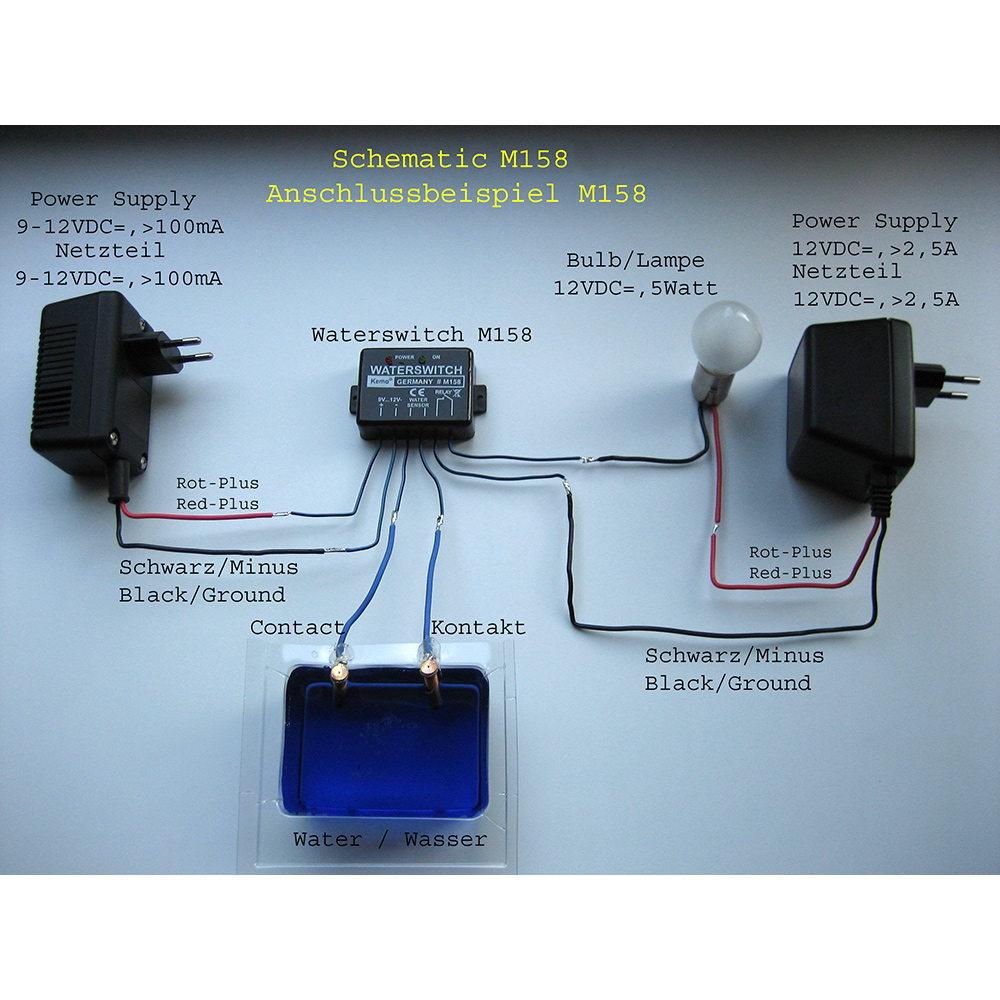 Schematic M158
Anschlussbeispiel M158
Power Supply
9-12VDC=,>100mA
Netzteil
9-12VDC=,>100mA
Power Supply
12VDC=,>2,5A
Netzteil
12VDC=,>2,5A
Bulb/Lampe
12VDC=,5Watt
Waterswitch M158
POWER ON
WATERSWITCH
Kemo® GERMANY # M158
CE RELAY
9V...12V- WATER
+ - SENSOR
Rot-Plus
Red-Plus
Schwarz/Minus
Black/Ground
Rot-Plus
Red-Plus
Contact Kontakt
Schwarz/Minus
Black/Ground
Water / Wasser